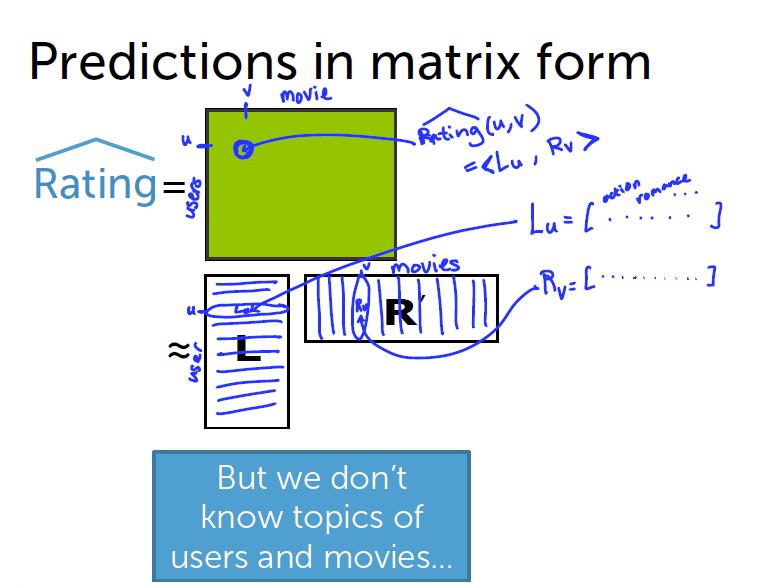 Predictions in matrix form
v movie
u
Rating(u,v)
= <Lu , Rv>
Rating =
users
action
romance ...
Lu = [ ...... ]
v movies
Rv = [ .......... ]
u
Rv
R'
≈
user
L
But we don't
know topics of
users and movies...